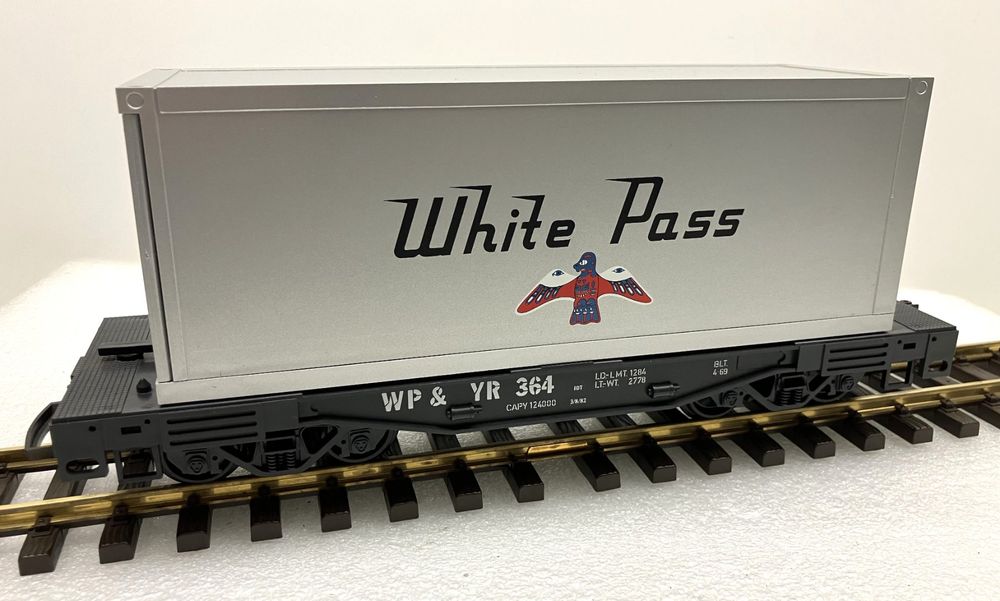 White Pass
WP & YR 364
CAPY 124000
LD-LMT. 1284
LT-WT. 2778
BLT.
4 69